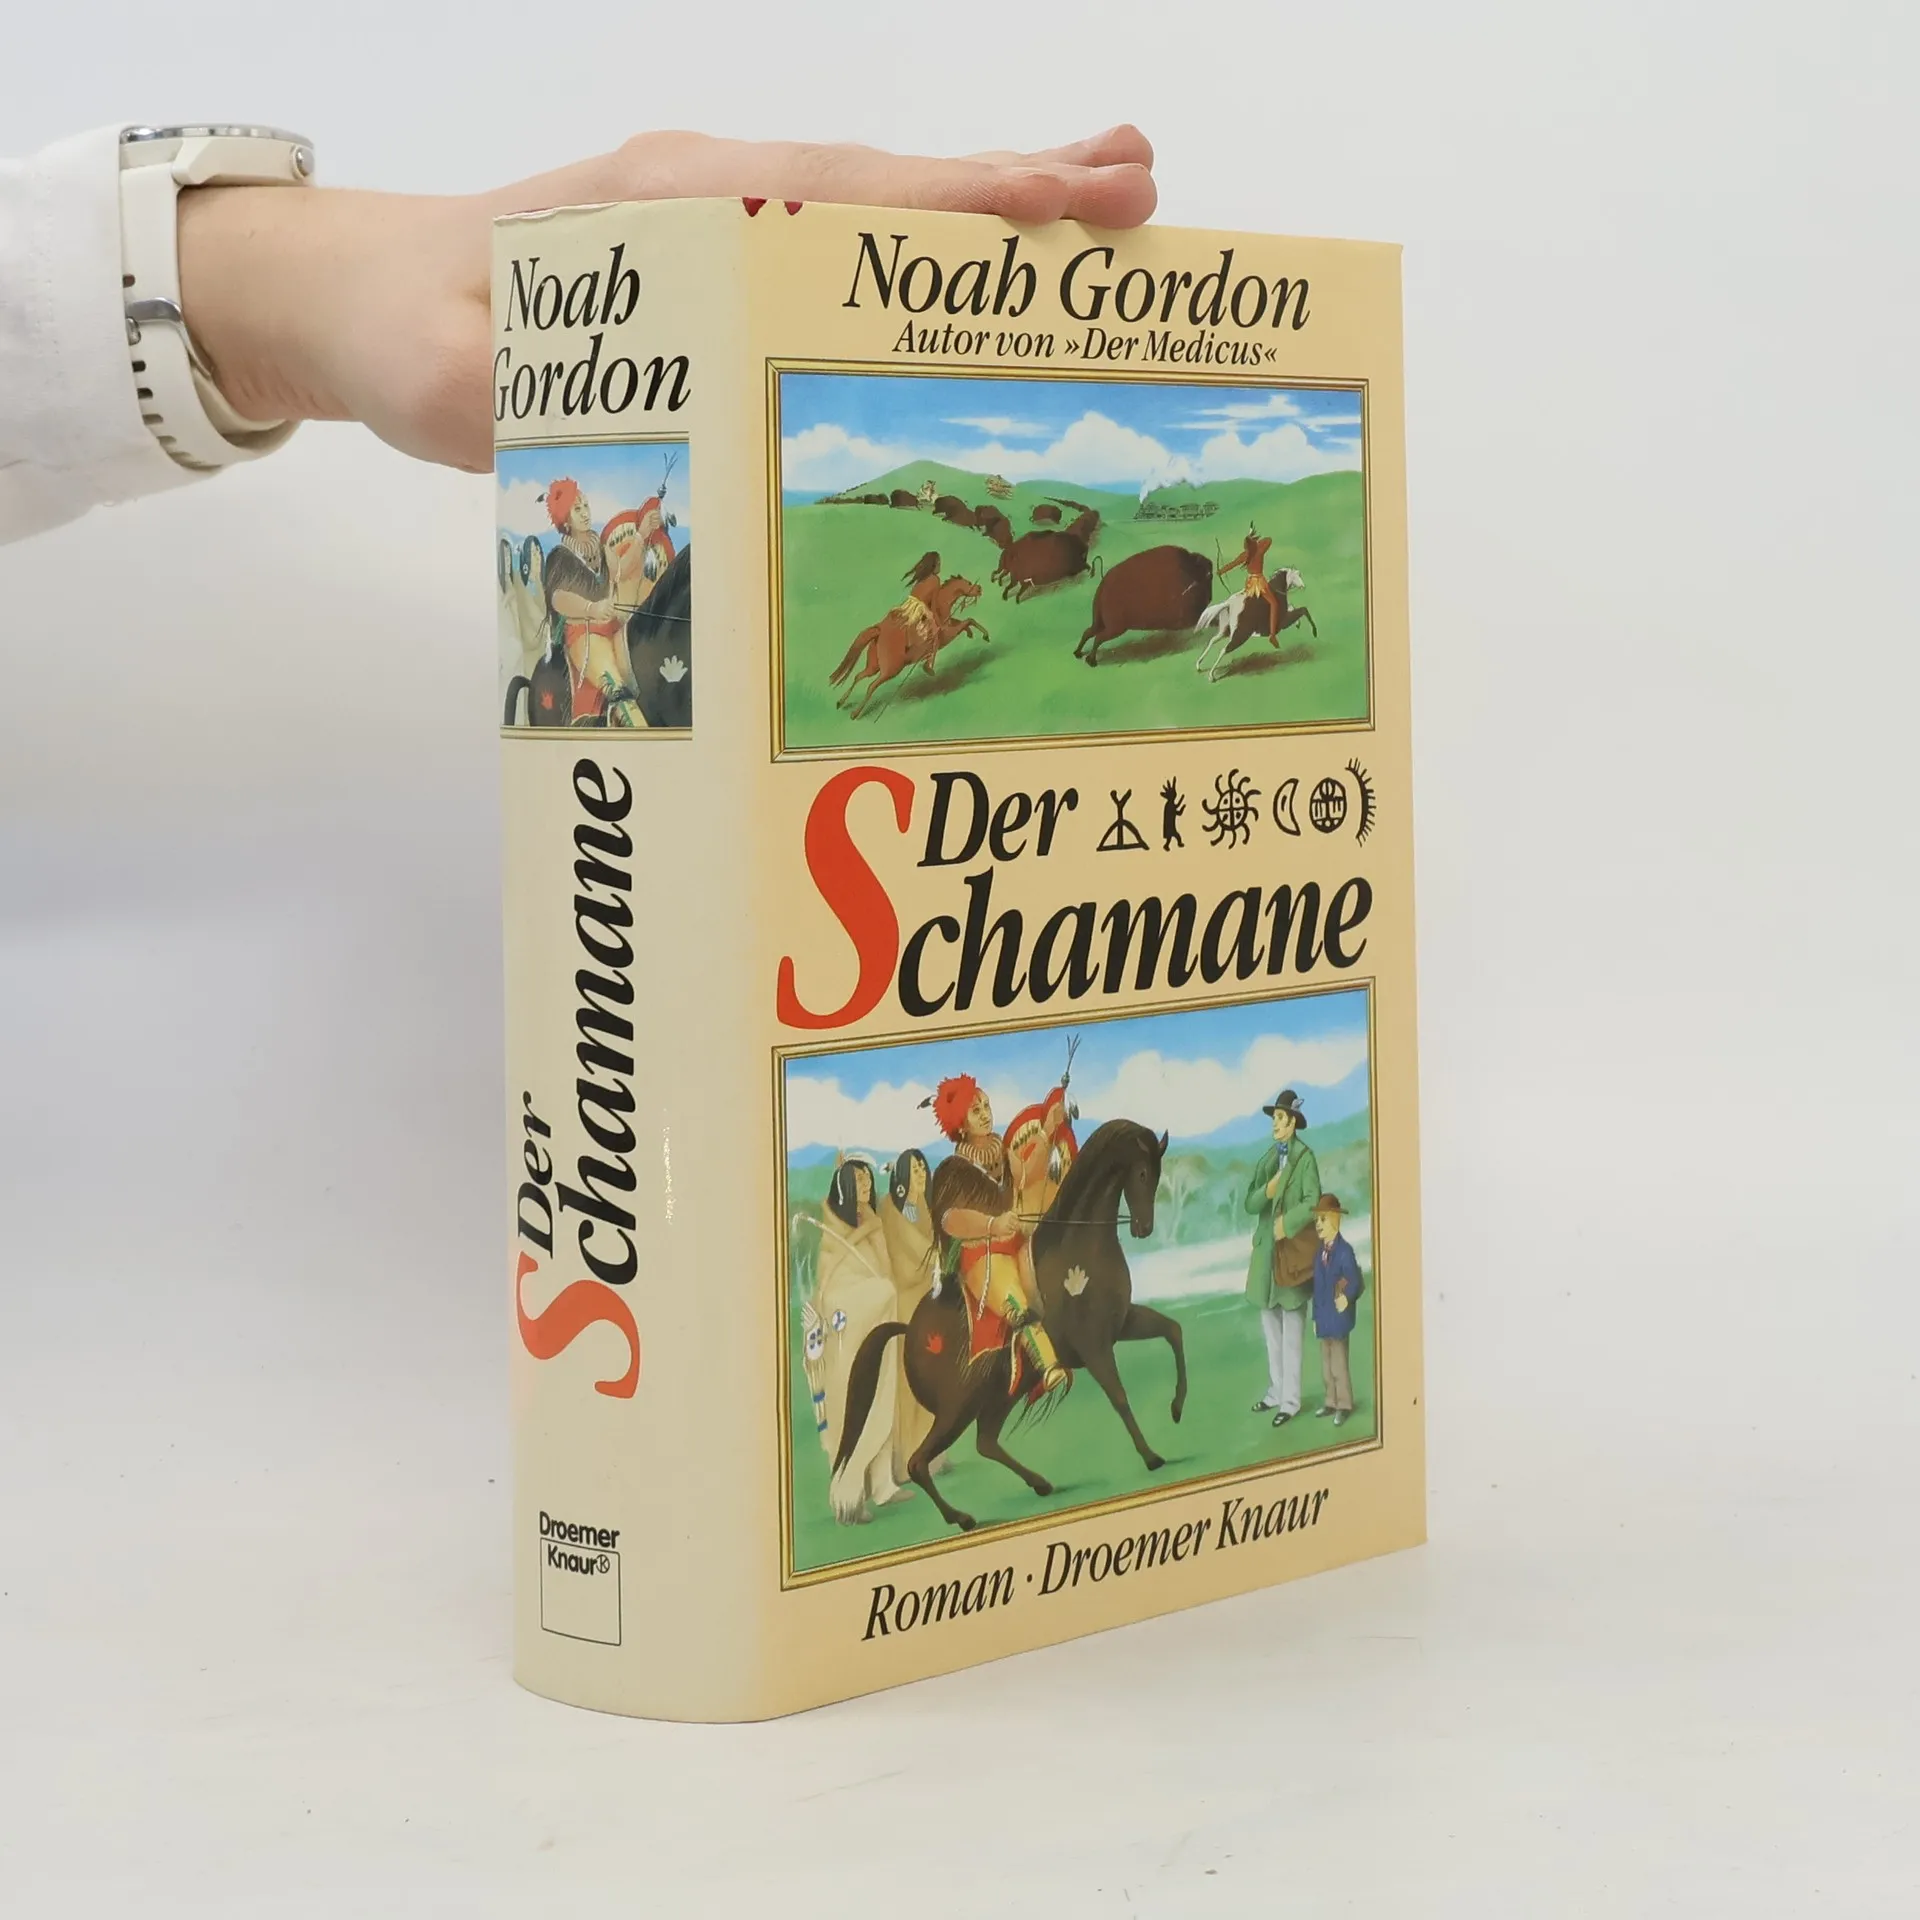 Noah
Gordon
Der
Schamane
Droemer
Knaur
Noah Gordon
Autor von »Der Medicus«
Der
Schamane
Roman · Droemer Knaur